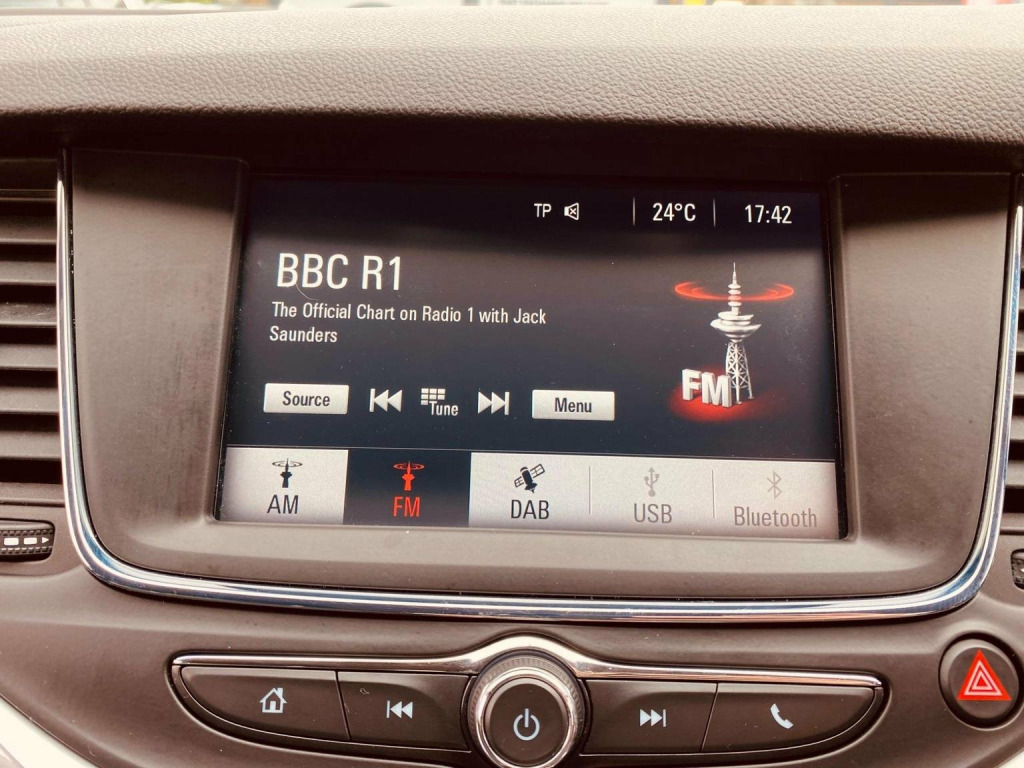 TP 24°C 17:42
BBC R1
The Official Chart on Radio 1 with Jack
Saunders
FM
Source Tune Menu
AM FM DAB USB Bluetooth